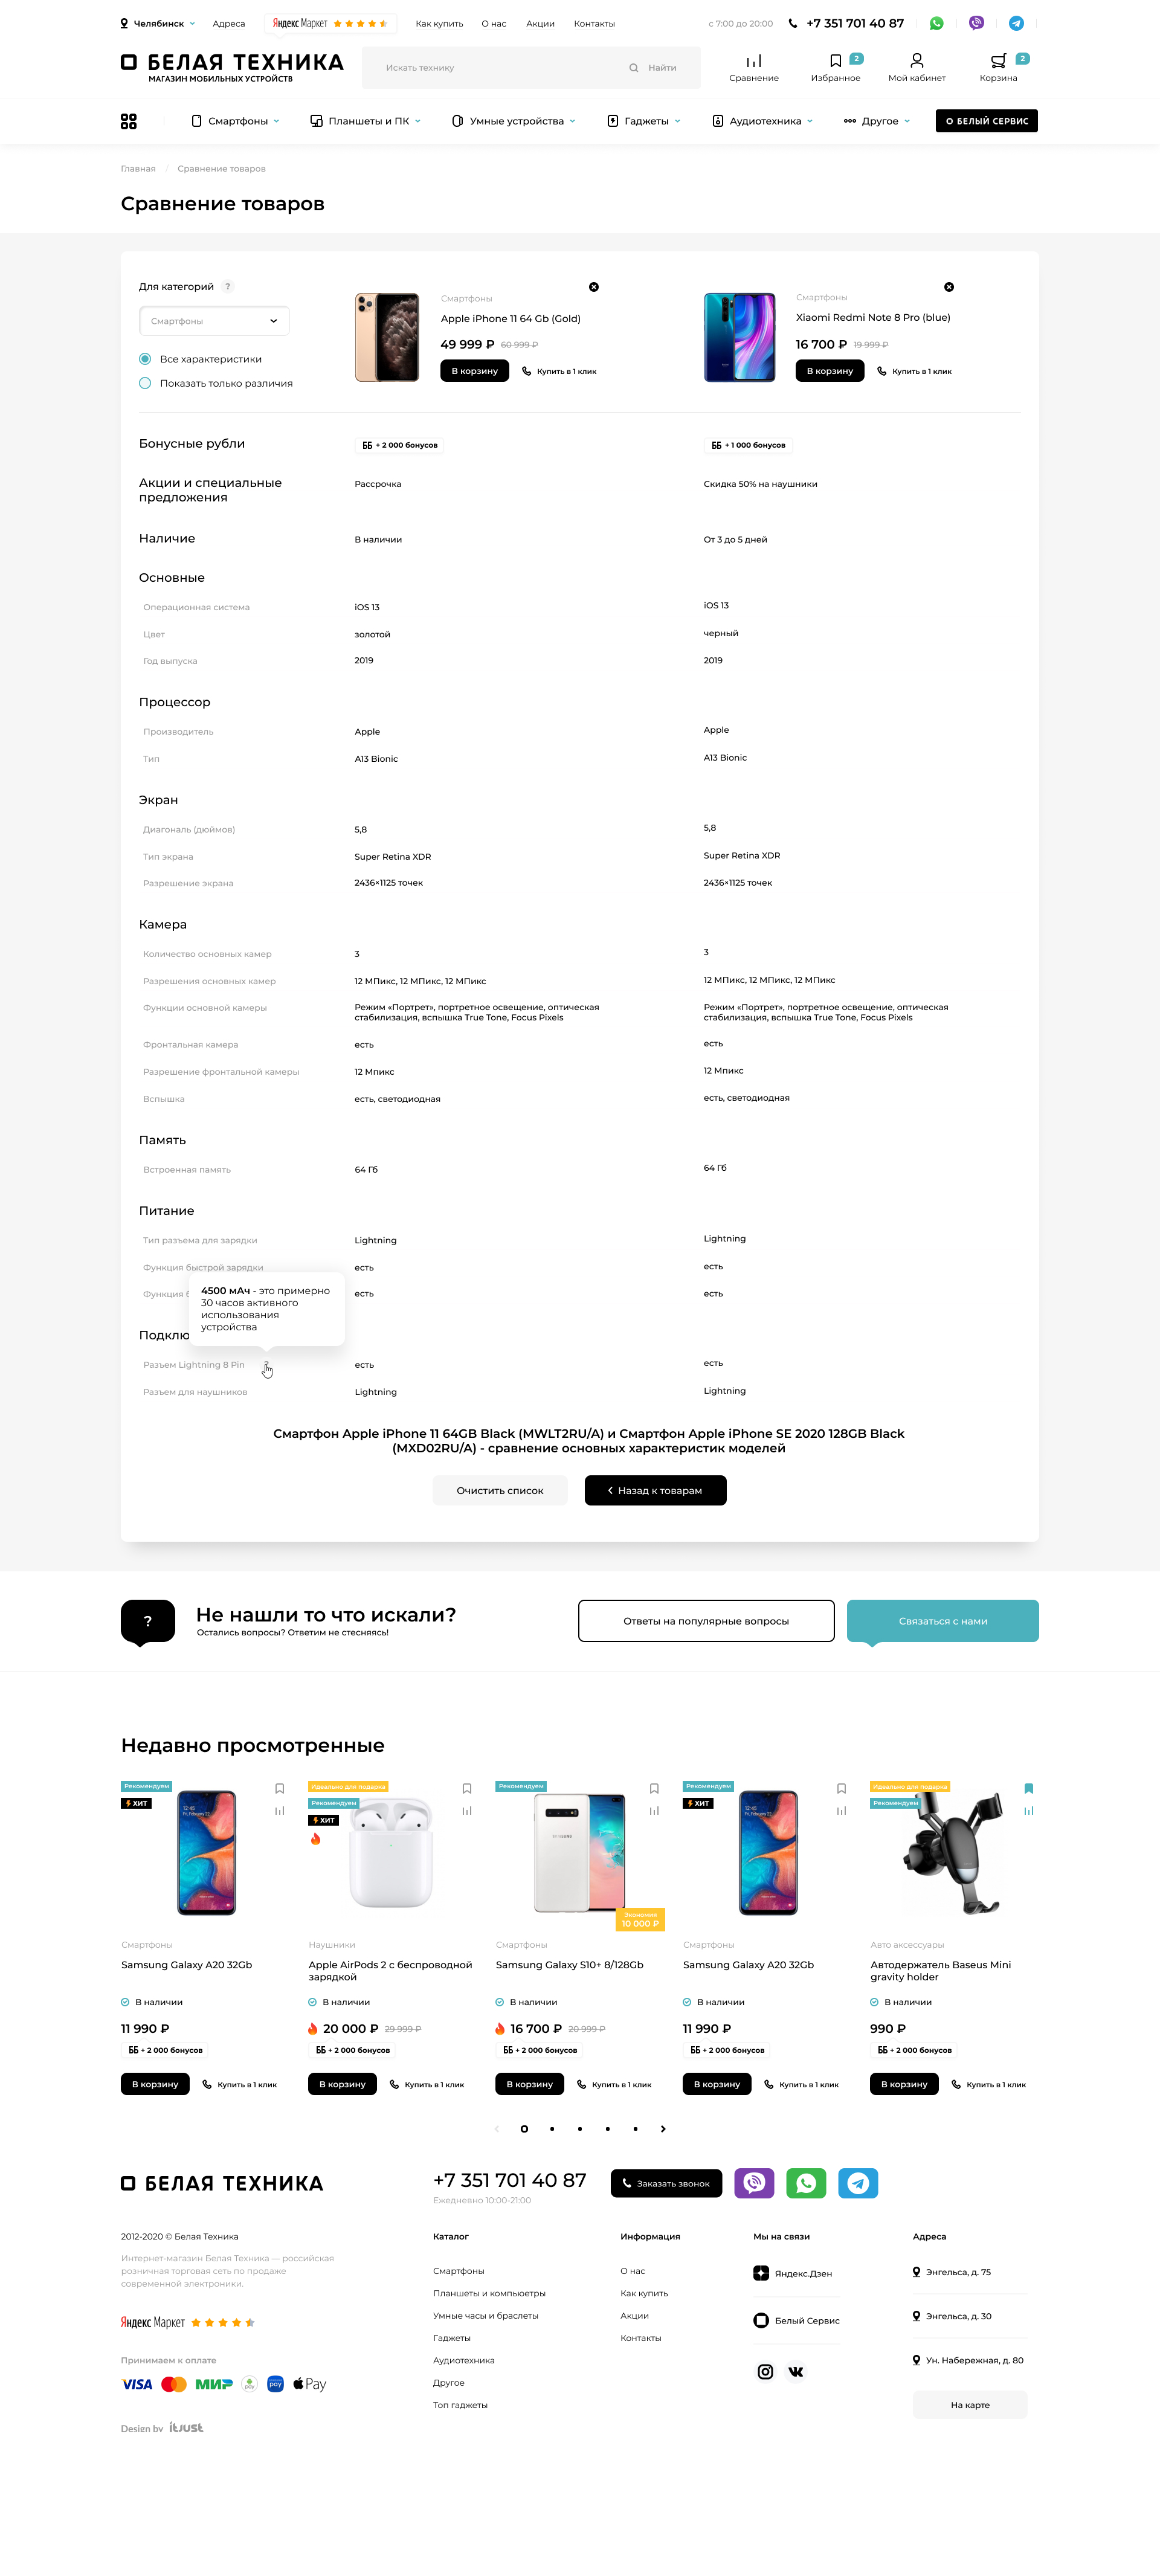 Челябинск
Адреса
Яндекс Маркет
Как купить
О нас
Акции
Контакты
с 7:00 до 20:00
+7 351 701 40 87
БЕЛАЯ ТЕХНИКА
МАГАЗИН МОБИЛЬНЫХ УСТРОЙСТВ
Искать технику
Найти
Сравнение
2
Избранное
Мой кабинет
2
Корзина
Смартфоны
Планшеты и ПК
Умные устройства
Гаджеты
Аудиотехника
Другое
БЕЛЫЙ СЕРВИС
Главная / Сравнение товаров
Сравнение товаров
Для категорий ?
Смартфоны
Все характеристики
Показать только различия
Смартфоны
Apple iPhone 11 64 Gb (Gold)
49 999 ₽ 60 999 ₽
В корзину
Купить в 1 клик
Смартфоны
Xiaomi Redmi Note 8 Pro (blue)
16 700 ₽ 19 999 ₽
В корзину
Купить в 1 клик
Бонусные рубли
ББ + 2 000 бонусов
ББ + 1 000 бонусов
Акции и специальные
предложения
Рассрочка
Скидка 50% на наушники
Наличие
В наличии
От 3 до 5 дней
Основные
Операционная система
iOS 13
iOS 13
Цвет
золотой
черный
Год выпуска
2019
2019
Процессор
Производитель
Apple
Apple
Тип
A13 Bionic
A13 Bionic
Экран
Диагональ (дюймов)
5,8
5,8
Тип экрана
Super Retina XDR
Super Retina XDR
Разрешение экрана
2436×1125 точек
2436×1125 точек
Камера
Количество основных камер
3
3
Разрешения основных камер
12 МПикс, 12 МПикс, 12 МПикс
12 МПикс, 12 МПикс, 12 МПикс
Функции основной камеры
Режим «Портрет», портретное освещение, оптическая
стабилизация, вспышка True Tone, Focus Pixels
Режим «Портрет», портретное освещение, оптическая
стабилизация, вспышка True Tone, Focus Pixels
Фронтальная камера
есть
есть
Разрешение фронтальной камеры
12 Мпикс
12 Мпикс
Вспышка
есть, светодиодная
есть, светодиодная
Память
Встроенная память
64 Гб
64 Гб
Питание
Тип разъема для зарядки
Lightning
Lightning
Функция быстрой зарядки
есть
есть
Функция
есть
есть
4500 мАч - это примерно
30 часов активного
использования
устройства
Подклю
Разъем Lightning 8 Pin
есть
есть
Разъем для наушников
Lightning
Lightning
Смартфон Apple iPhone 11 64GB Black (MWLT2RU/A) и Смартфон Apple iPhone SE 2020 128GB Black
(MXD02RU/A) - сравнение основных характеристик моделей
Очистить список
Назад к товарам
?
Не нашли то что искали?
Остались вопросы? Ответим не стесняясь!
Ответы на популярные вопросы
Связаться с нами
Недавно просмотренные
Рекомендуем
ХИТ
Смартфоны
Samsung Galaxy A20 32Gb
В наличии
11 990 ₽
ББ + 2 000 бонусов
В корзину
Купить в 1 клик
Идеально для подарка
Рекомендуем
ХИТ
Наушники
Apple AirPods 2 с беспроводной
зарядкой
В наличии
20 000 ₽ 29 999 ₽
ББ + 2 000 бонусов
В корзину
Купить в 1 клик
Рекомендуем
SAMSUNG
Экономия
10 000 ₽
Смартфоны
Samsung Galaxy S10+ 8/128Gb
В наличии
16 700 ₽ 20 999 ₽
ББ + 2 000 бонусов
В корзину
Купить в 1 клик
Рекомендуем
ХИТ
Смартфоны
Samsung Galaxy A20 32Gb
В наличии
11 990 ₽
ББ + 2 000 бонусов
В корзину
Купить в 1 клик
Идеально для подарка
Рекомендуем
Авто аксессуары
Автодержатель Baseus Mini
gravity holder
В наличии
990 ₽
ББ + 2 000 бонусов
В корзину
Купить в 1 клик
БЕЛАЯ ТЕХНИКА
+7 351 701 40 87
Ежедневно 10:00-21:00
Заказать звонок
2012-2020 © Белая Техника
Интернет-магазин Белая Техника — российская
розничная торговая сеть по продаже
современной электроники.
Яндекс Маркет
Принимаем к оплате
VISA
МИР
pay
pay
Pay
Design by itrust
Каталог
Смартфоны
Планшеты и компьюетры
Умные часы и браслеты
Гаджеты
Аудиотехника
Другое
Топ гаджеты
Информация
О нас
Как купить
Акции
Контакты
Мы на связи
Яндекс.Дзен
Белый Сервис
Адреса
Энгельса, д. 75
Энгельса, д. 30
Ун. Набережная, д. 80
На карте